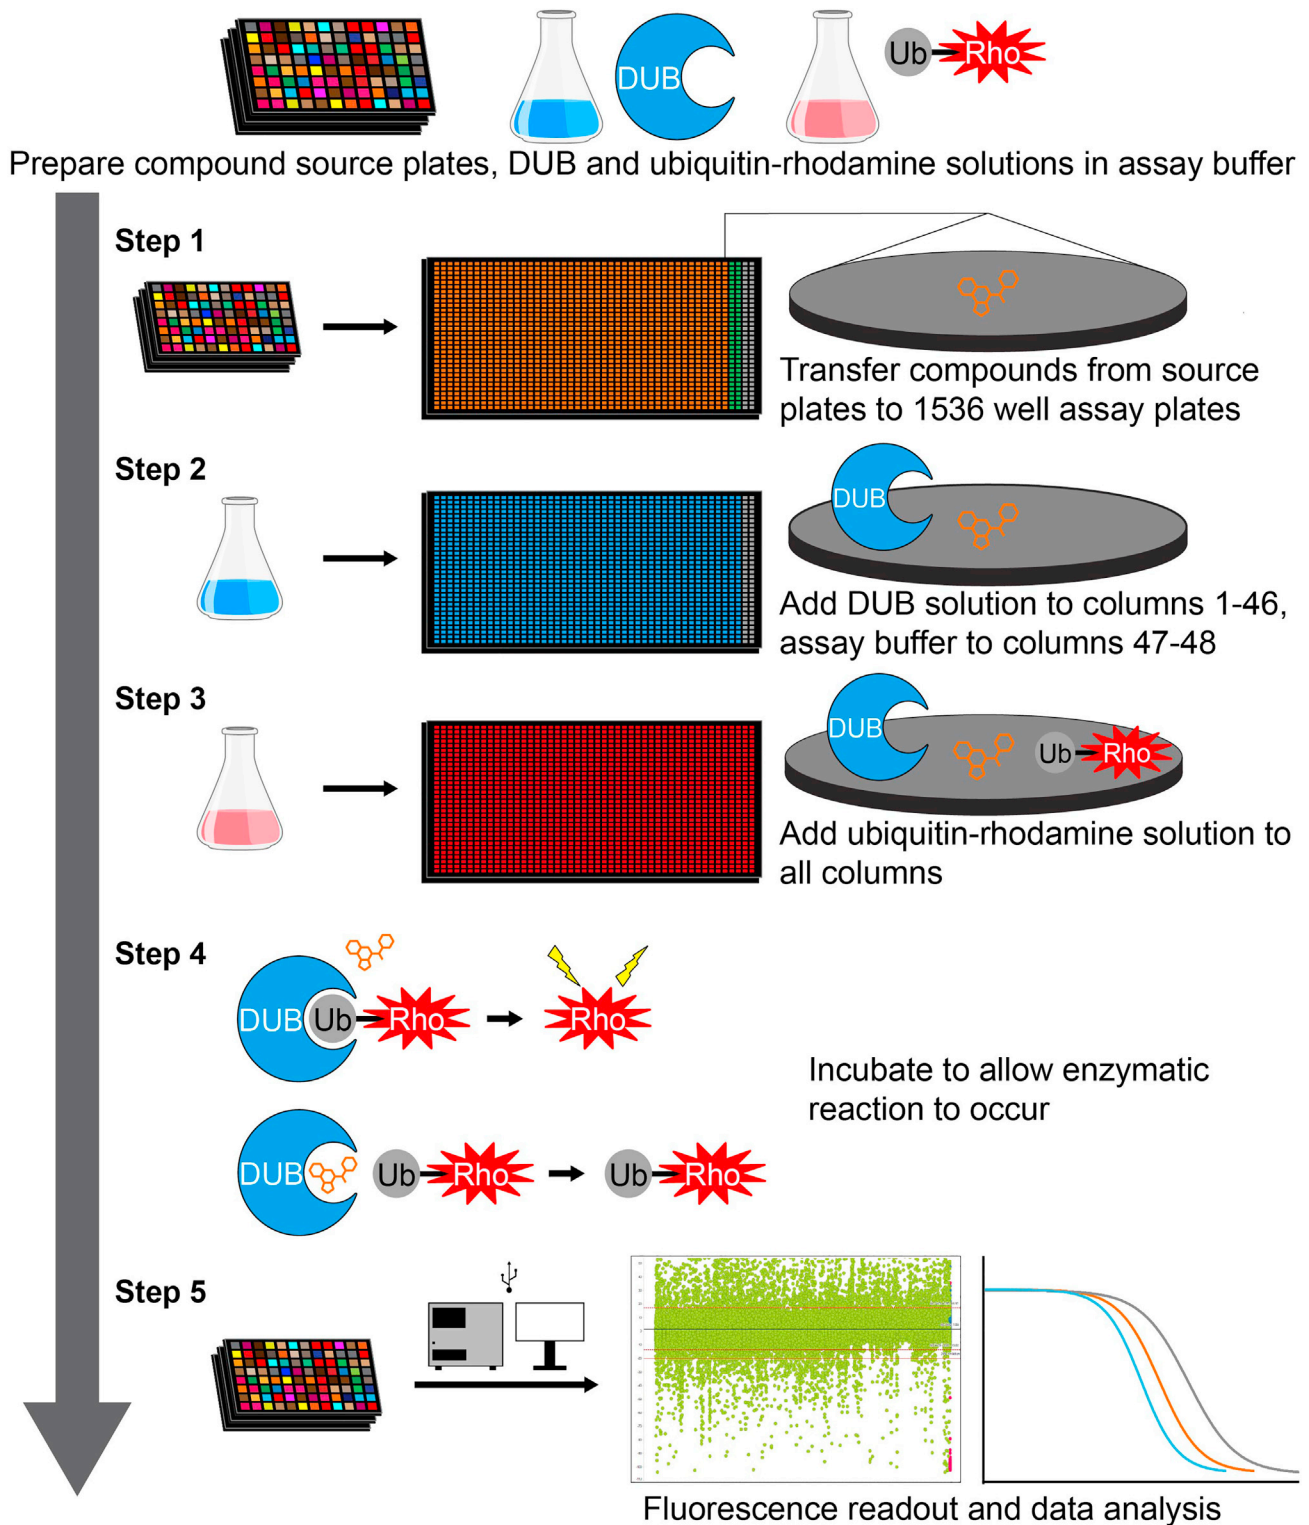 DUB
Ub
Rho
Prepare compound source plates, DUB and ubiquitin-rhodamine solutions in assay buffer
Step 1
Transfer compounds from source
plates to 1536 well assay plates
Step 2
DUB
Add DUB solution to columns 1-46,
assay buffer to columns 47-48
Step 3
DUB
Ub
Rho
Add ubiquitin-rhodamine solution to
all columns
Step 4
DUB
Ub
Rho
Rho
Incubate to allow enzymatic
reaction to occur
DUB
Ub
Rho
Ub
Rho
Step 5
Fluorescence readout and data analysis